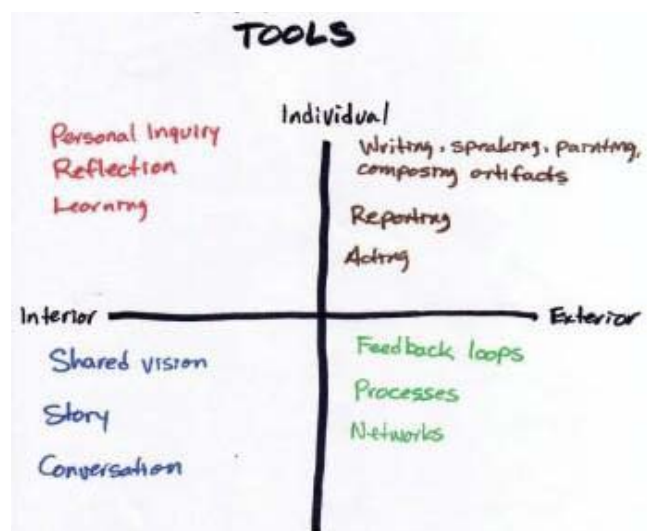 TOOLS
Individual
Personal Inquiry
Reflection
Learning
Writing, speaking, painting,
composing artifacts
Reporting
Acting
Interior
Exterior
Shared vision
Story
Conversation
Feedback loops
Processes
Networks